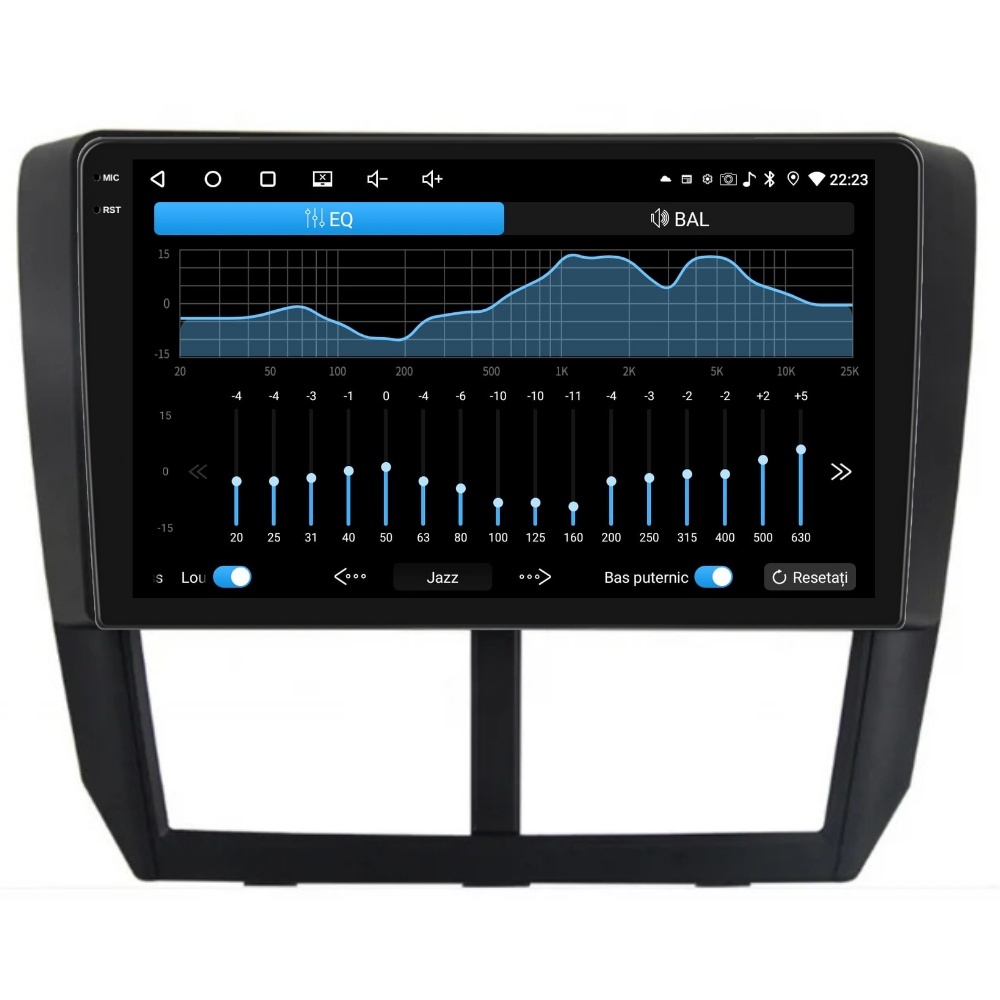 MIC
22:23
RST
EQ BAL
15
0
-15
20 50 100 200 500 1K 2K 5K 10K 25K
-4 -4 -3 -1 0 -4 -6 -10 -10 -11 -4 -3 -2 -2 +2 +5
15
0
-15
20 25 31 40 50 63 80 100 125 160 200 250 315 400 500 630
s Lou Jazz Bas puternic Resetați